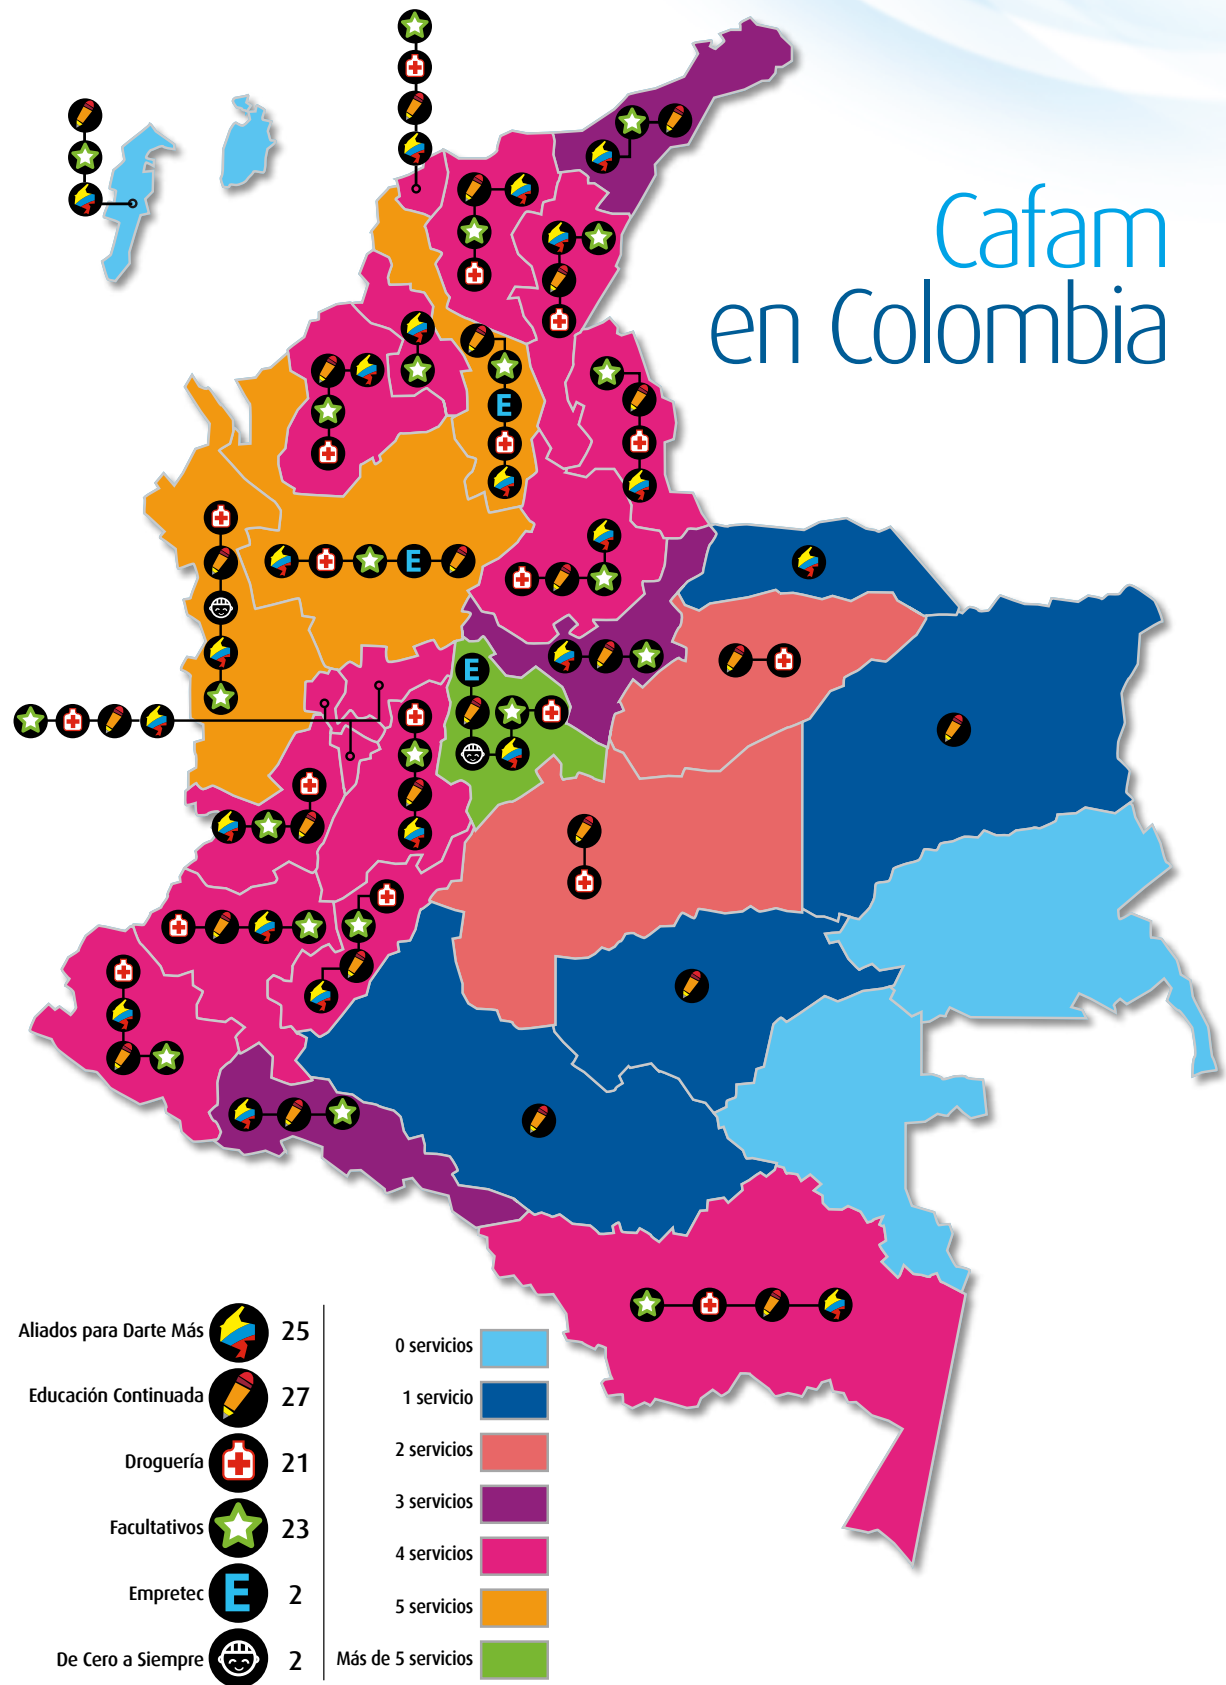 Cafam
en Colombia
E
E
E
Aliados para Darte Más 25
Educación Continuada 27
Droguería 21
Facultativos 23
Empretec E 2
De Cero a Siempre 2
0 servicios
1 servicio
2 servicios
3 servicios
4 servicios
5 servicios
Más de 5 servicios